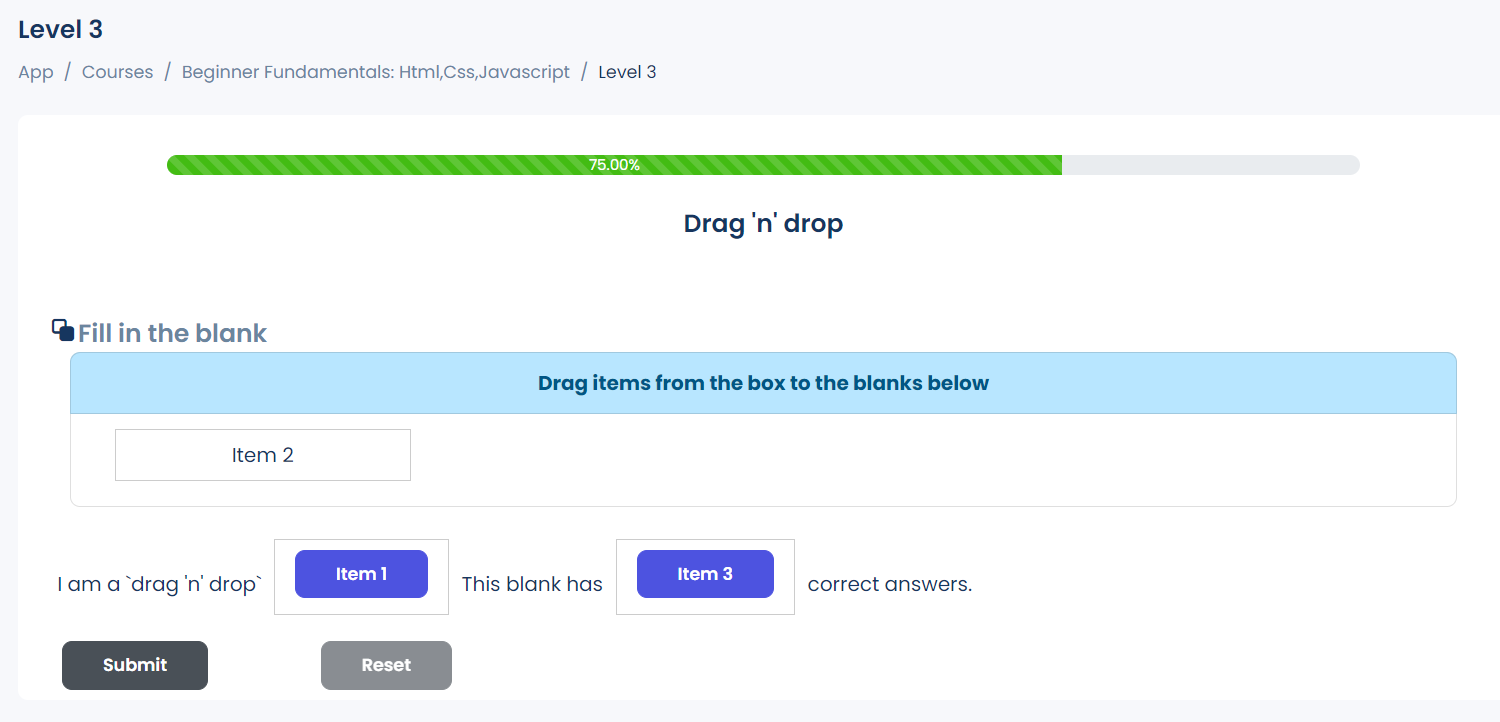 Level 3
App / Courses / Beginner Fundamentals: Html,Css,Javascript / Level 3
75.00%
Drag 'n' drop
Fill in the blank
Drag items from the box to the blanks below
Item 2
I am a `drag 'n' drop` Item 1 This blank has Item 3 correct answers.
Submit Reset